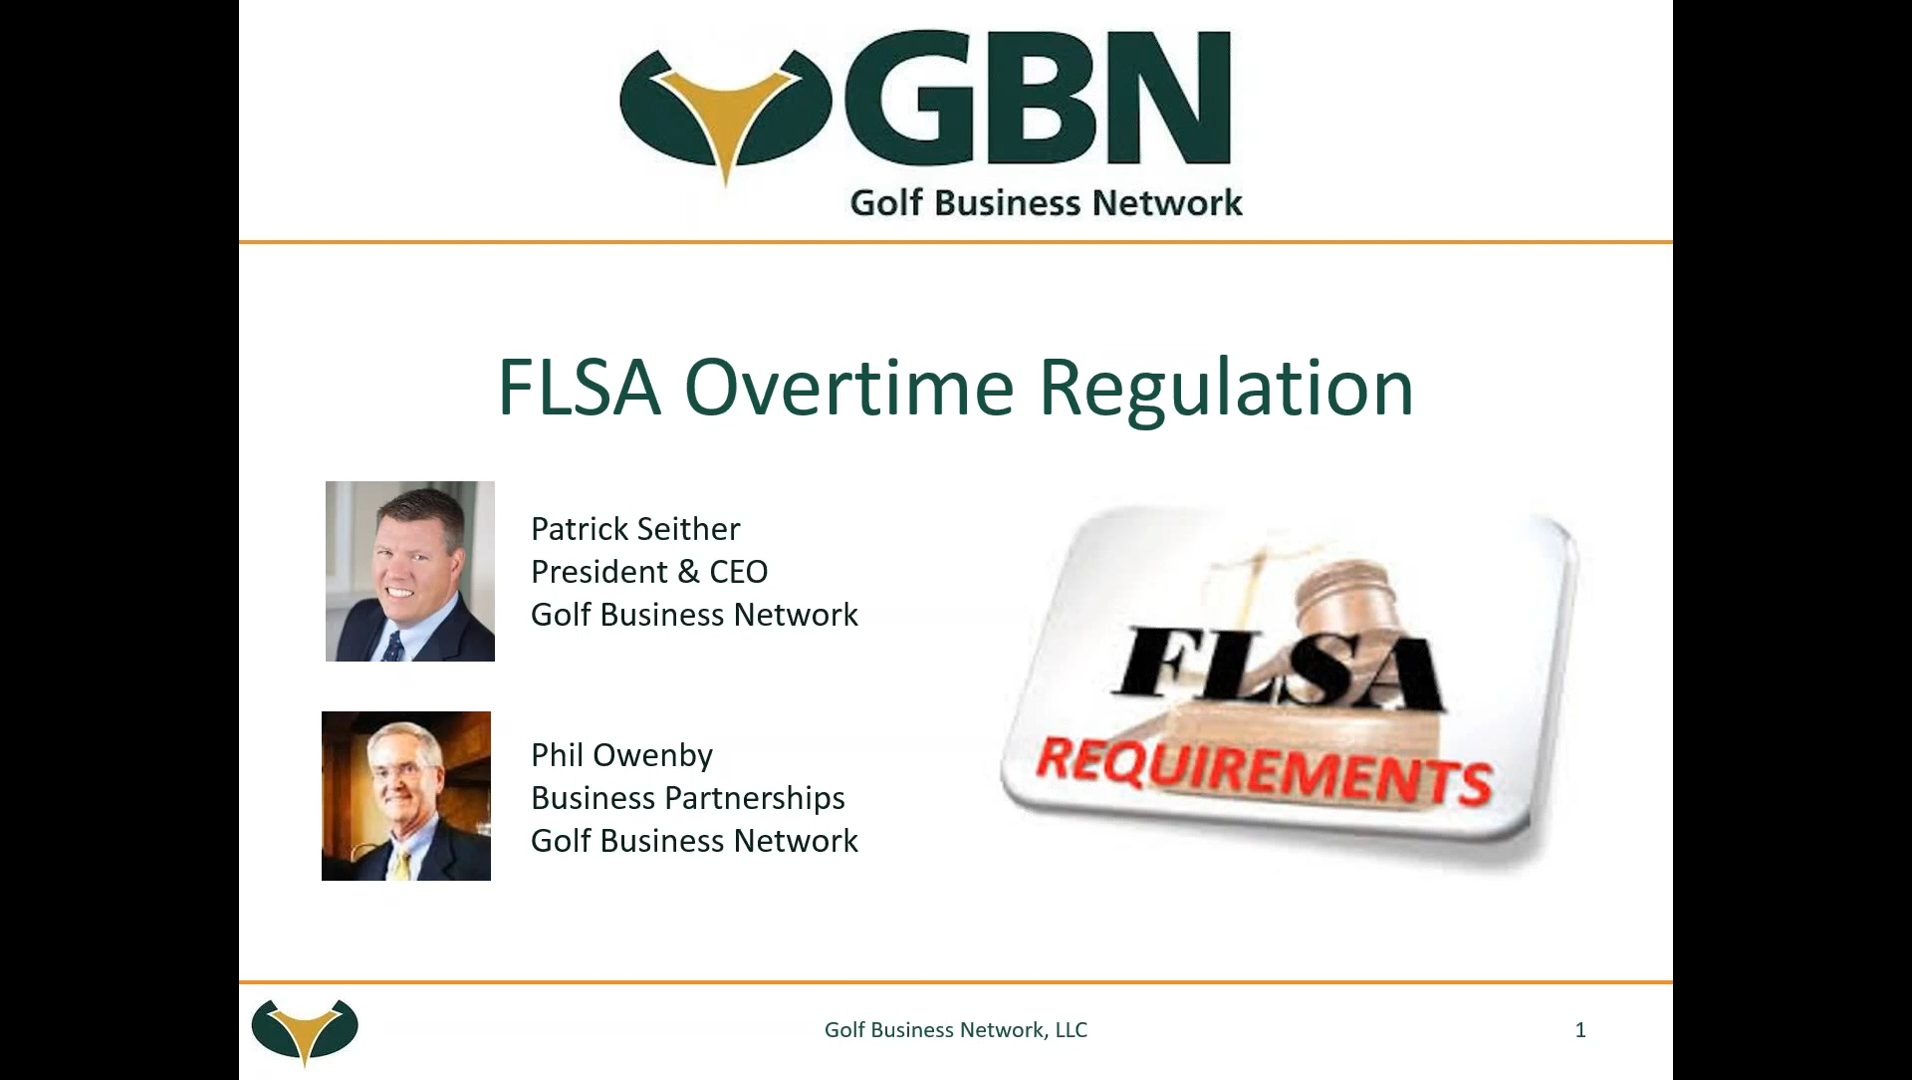 GBN
Golf Business Network
FLSA Overtime Regulation
Patrick Seither
President & CEO
Golf Business Network
Phil Owenby
Business Partnerships
Golf Business Network
FLSA
REQUIREMENTS
Golf Business Network, LLC
1